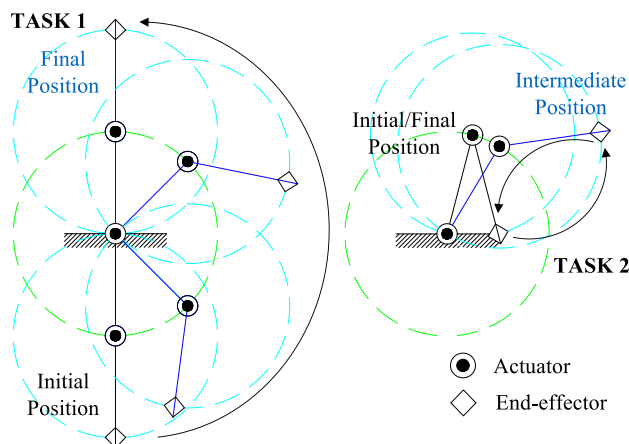 TASK 1
Final
Position
Initial
Position
Initial/Final
Position
Intermediate
Position
TASK 2
Actuator
End-effector